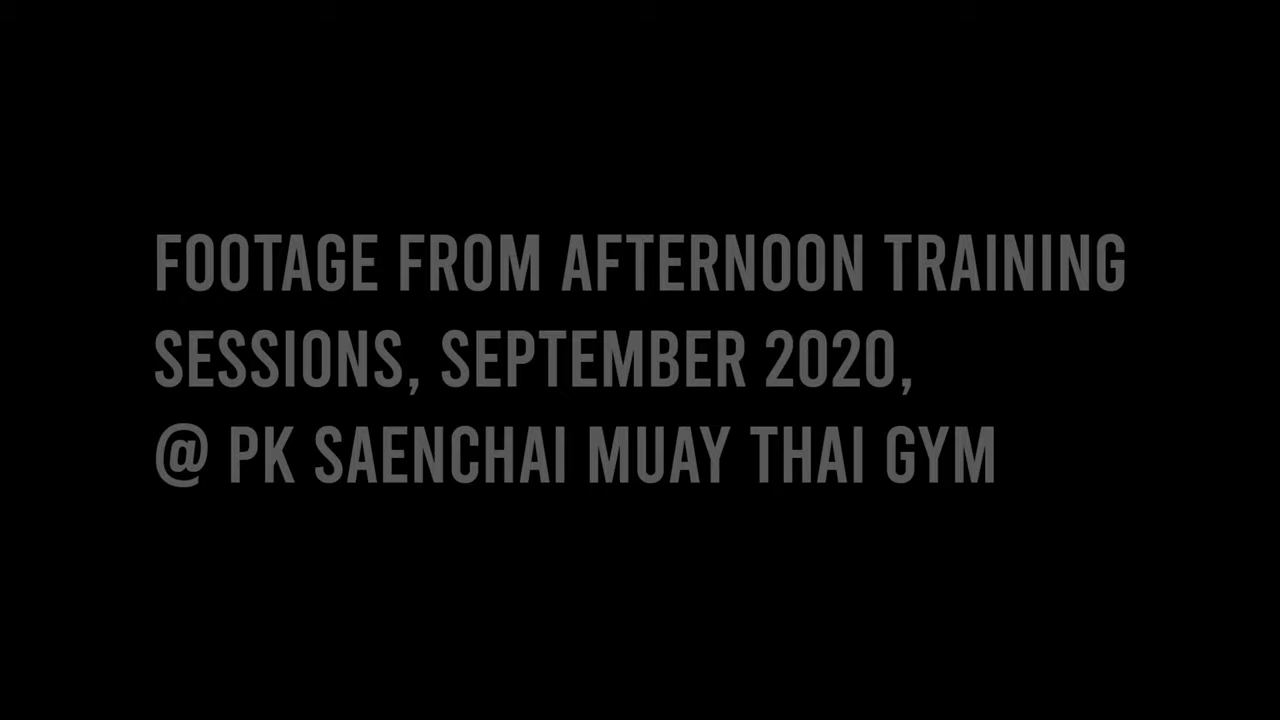 FOOTAGE FROM AFTERNOON TRAINING
SESSIONS, SEPTEMBER 2020,
@ PK SAENCHAI MUAY THAI GYM